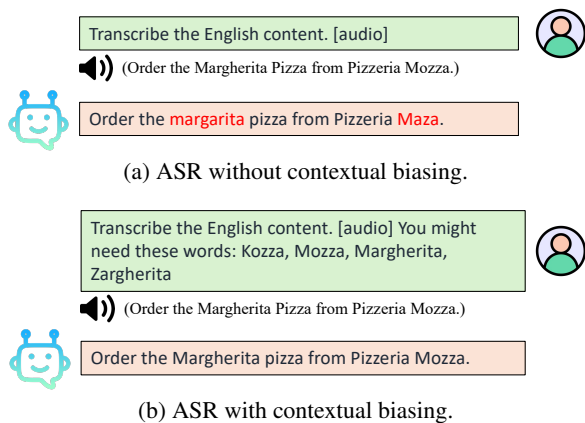 Transcribe the English content. [audio]
(Order the Margherita Pizza from Pizzeria Mozza.)
Order the margarita pizza from Pizzeria Maza.
(a) ASR without contextual biasing.
Transcribe the English content. [audio] You might
need these words: Kozza, Mozza, Margherita,
Zargherita
(Order the Margherita Pizza from Pizzeria Mozza.)
Order the Margherita pizza from Pizzeria Mozza.
(b) ASR with contextual biasing.